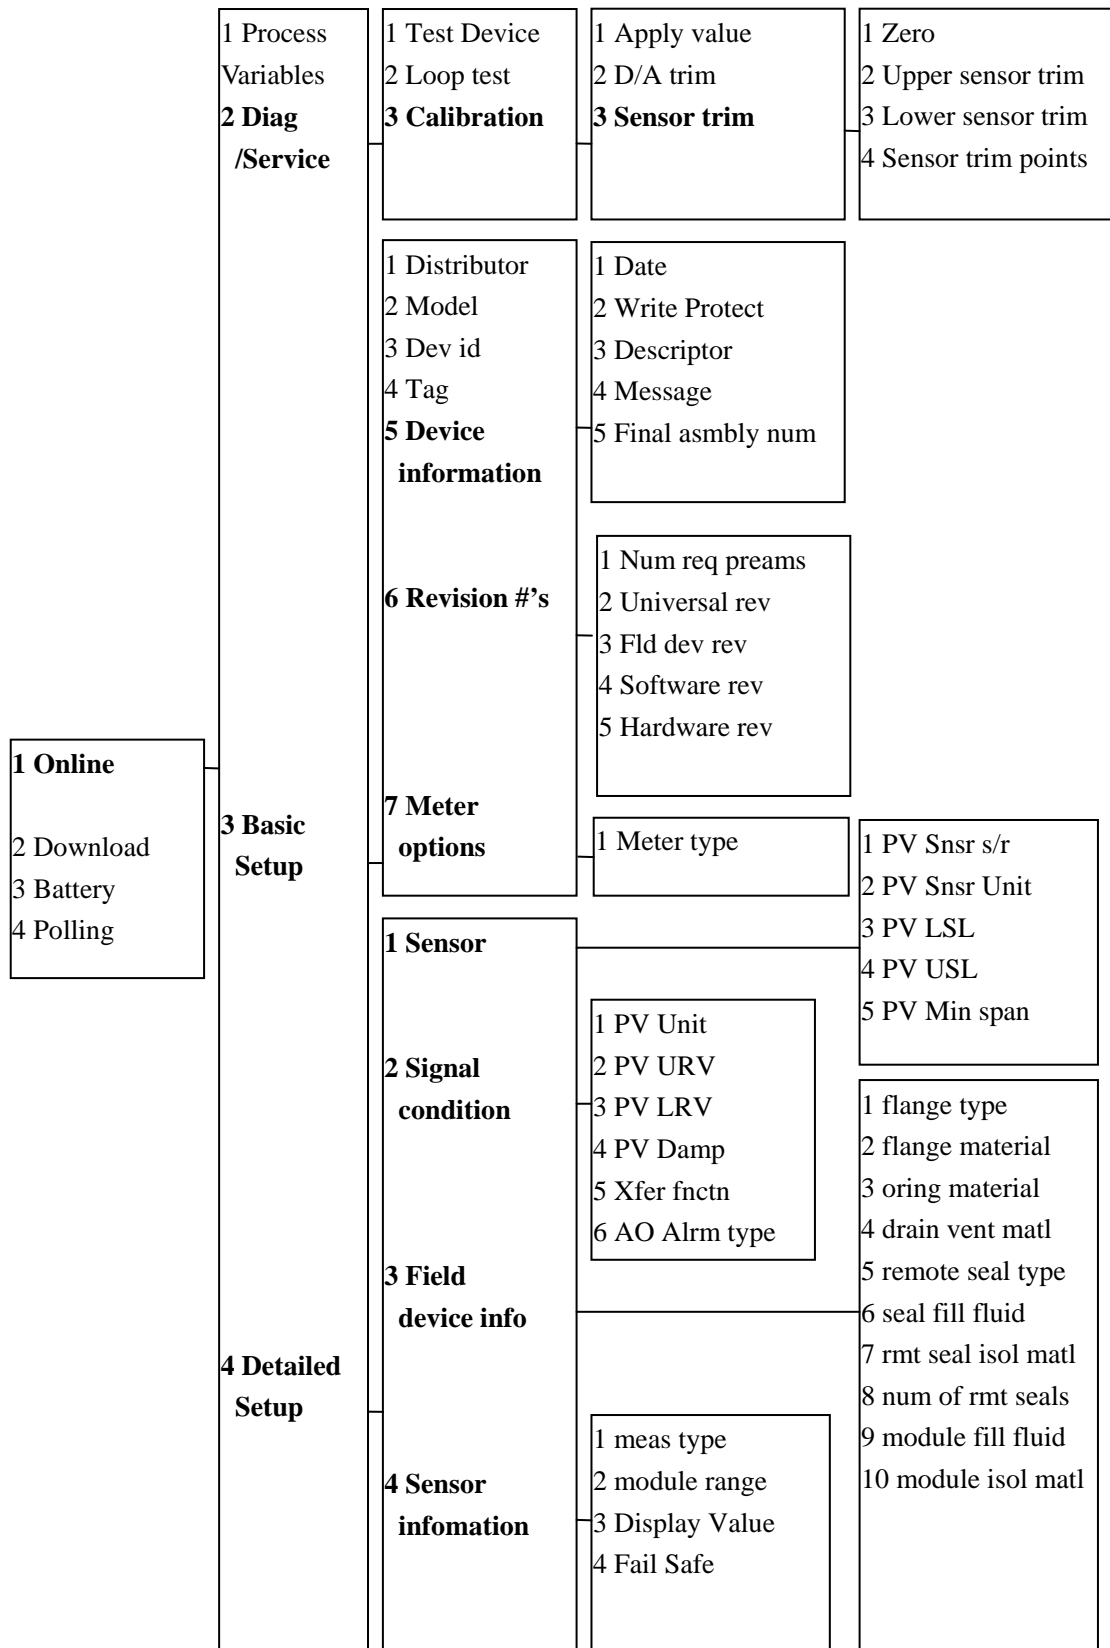 1 Online
2 Download
3 Battery
4 Polling
1 Process
Variables
2 Diag
/Service
3 Basic
Setup
4 Detailed
Setup
1 Test Device
2 Loop test
3 Calibration
1 Apply value
2 D/A trim
3 Sensor trim
1 Zero
2 Upper sensor trim
3 Lower sensor trim
4 Sensor trim points
1 Distributor
2 Model
3 Dev id
4 Tag
5 Device
information
6 Revision #’s
7 Meter
options
1 Date
2 Write Protect
3 Descriptor
4 Message
5 Final asmbly num
1 Num req preams
2 Universal rev
3 Fld dev rev
4 Software rev
5 Hardware rev
1 Meter type
1 Sensor
2 Signal
condition
3 Field
device info
4 Sensor
infomation
1 PV Snsr s/r
2 PV Snsr Unit
3 PV LSL
4 PV USL
5 PV Min span
1 PV Unit
2 PV URV
3 PV LRV
4 PV Damp
5 Xfer fnctn
6 AO Alrm type
1 flange type
2 flange material
3 oring material
4 drain vent matl
5 remote seal type
6 seal fill fluid
7 rmt seal isol matl
8 num of rmt seals
9 module fill fluid
10 module isol matl
1 meas type
2 module range
3 Display Value
4 Fail Safe